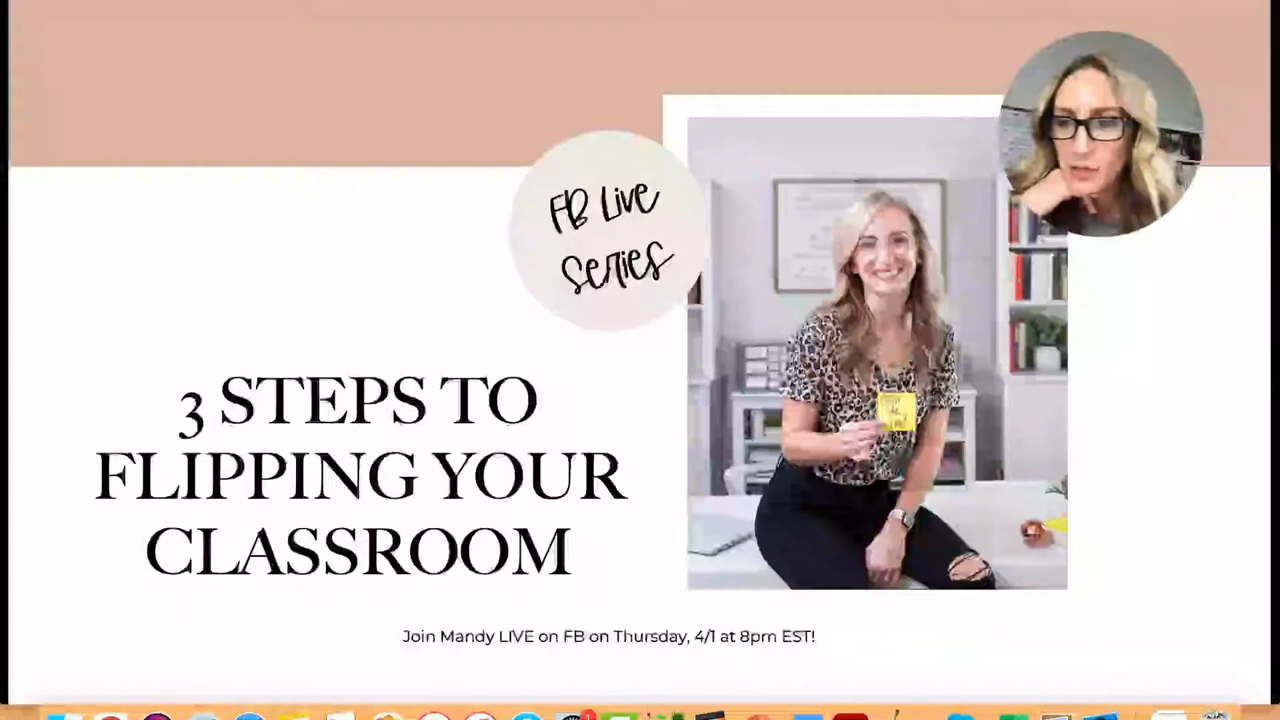 FB Live
Series
3 STEPS TO
FLIPPING YOUR
CLASSROOM
Join Mandy LIVE on FB on Thursday, 4/1 at 8pm EST!